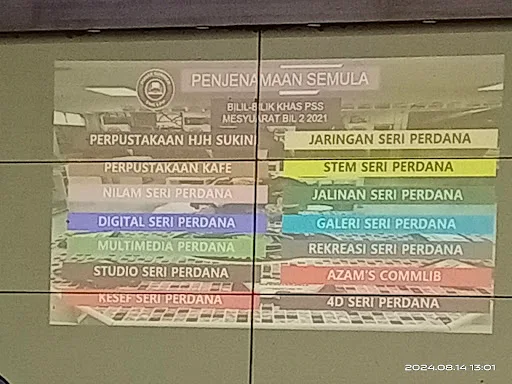 PENJENAMAAN SEMULA
BILIL-BILIK KHAS PSS
MESYUARAT BIL 2 2021
PERPUSTAKAAN HJH SUKINI
PERPUSTAKAAN KAFE
NILAM SERI PERDANA
DIGITAL SERI PERDANA
MULTIMEDIA PERDANA
STUDIO SERI PERDANA
KESEF SERI PERDANA
JARINGAN SERI PERDANA
STEM SERI PERDANA
JALINAN SERI PERDANA
GALERI SERI PERDANA
REKREASI SERI PERDANA
AZAM'S COMMLIB
4D SERI PERDANA
2024.08.14 13:01